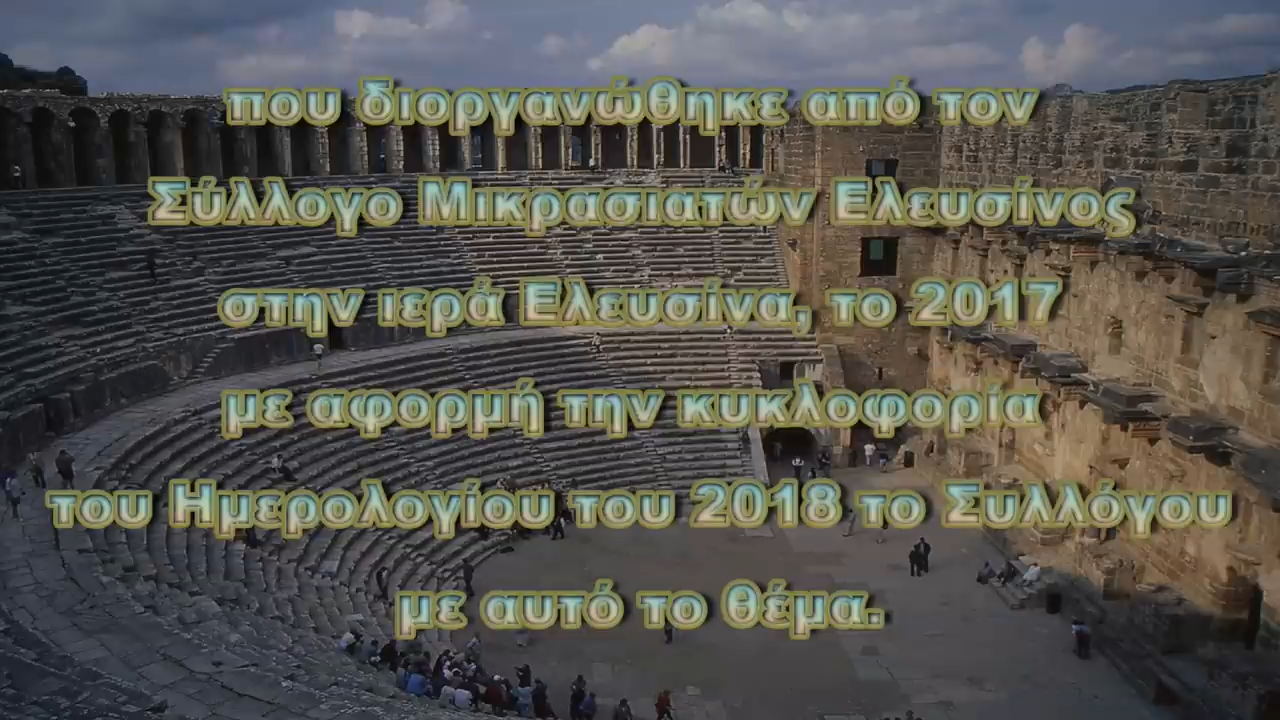 που διοργανώθηκε από τον
Σύλλογο Μικρασιατών Ελευσίνος
στην ιερά Ελευσίνα, το 2017
με αφορμή την κυκλοφορία
του Ημερολογίου του 2018 το Συλλόγου
με αυτό το θέμα.